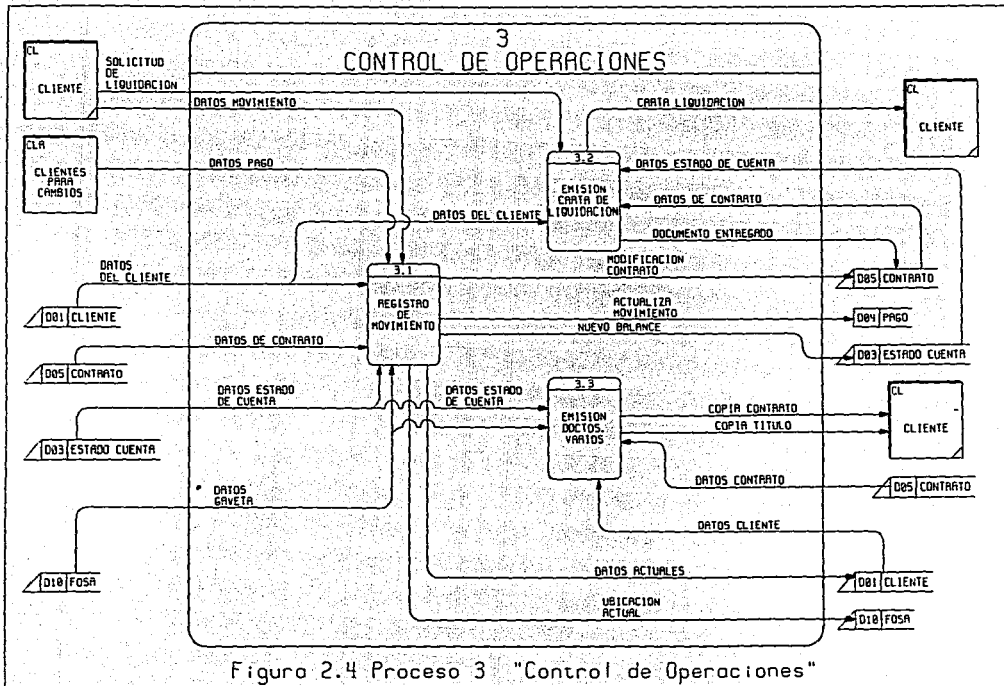 3
CONTROL DE OPERACIONES
CL
CLIENTE
SOLICITUD
DE
LIQUIDACION
DATOS MOVIMIENTO
CARTA LIQUIDACION
CL
CLIENTE
CLA
CLIENTES
PARA
CAMBIOS
DATOS PAGO
3.2
EMISION
CARTA DE
LIQUIDACION
DATOS ESTADO DE CUENTA
DATOS DE CONTRATO
DATOS DEL CLIENTE
DOCUMENTO ENTREGADO
DATOS
DEL CLIENTE
D01 CLIENTE
3.1
REGISTRO
DE
MOVIMIENTO
MODIFICACION
CONTRATO
D05 CONTRATO
ACTUALIZA
MOVIMIENTO
D04 PAGO
NUEVO BALANCE
D03 ESTADO CUENTA
DATOS DE CONTRATO
D05 CONTRATO
DATOS ESTADO
DE CUENTA
DATOS ESTADO
DE CUENTA
D03 ESTADO CUENTA
3.3
EMISION
DOCTOS.
VARIOS
COPIA CONTRATO
COPIA TITULO
CL
CLIENTE
DATOS CONTRATO
D05 CONTRATO
DATOS
GAVETA
D10 FOSA
DATOS CLIENTE
DATOS ACTUALES
D01 CLIENTE
UBICACION
ACTUAL
D10 FOSA
Figura 2.4 Proceso 3 "Control de Operaciones"